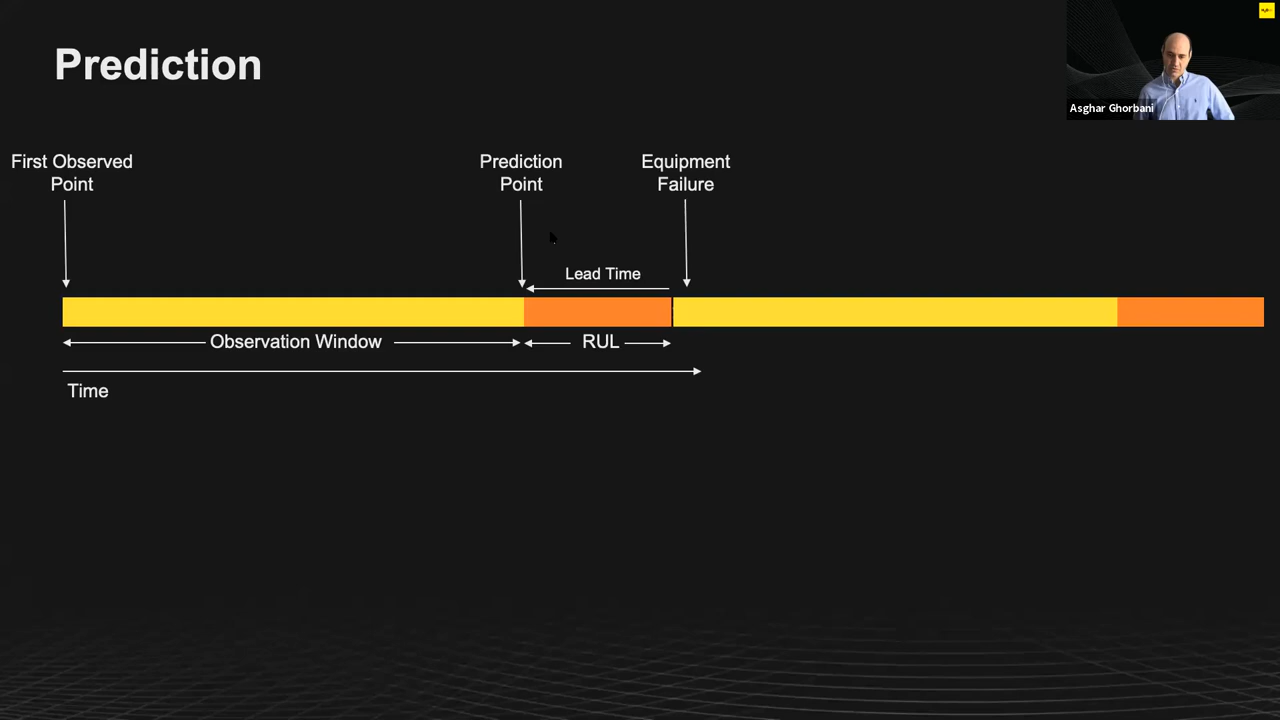 Prediction
Asghar Ghorbani
First Observed
Point
Prediction
Point
Equipment
Failure
Lead Time
Observation Window
RUL
Time